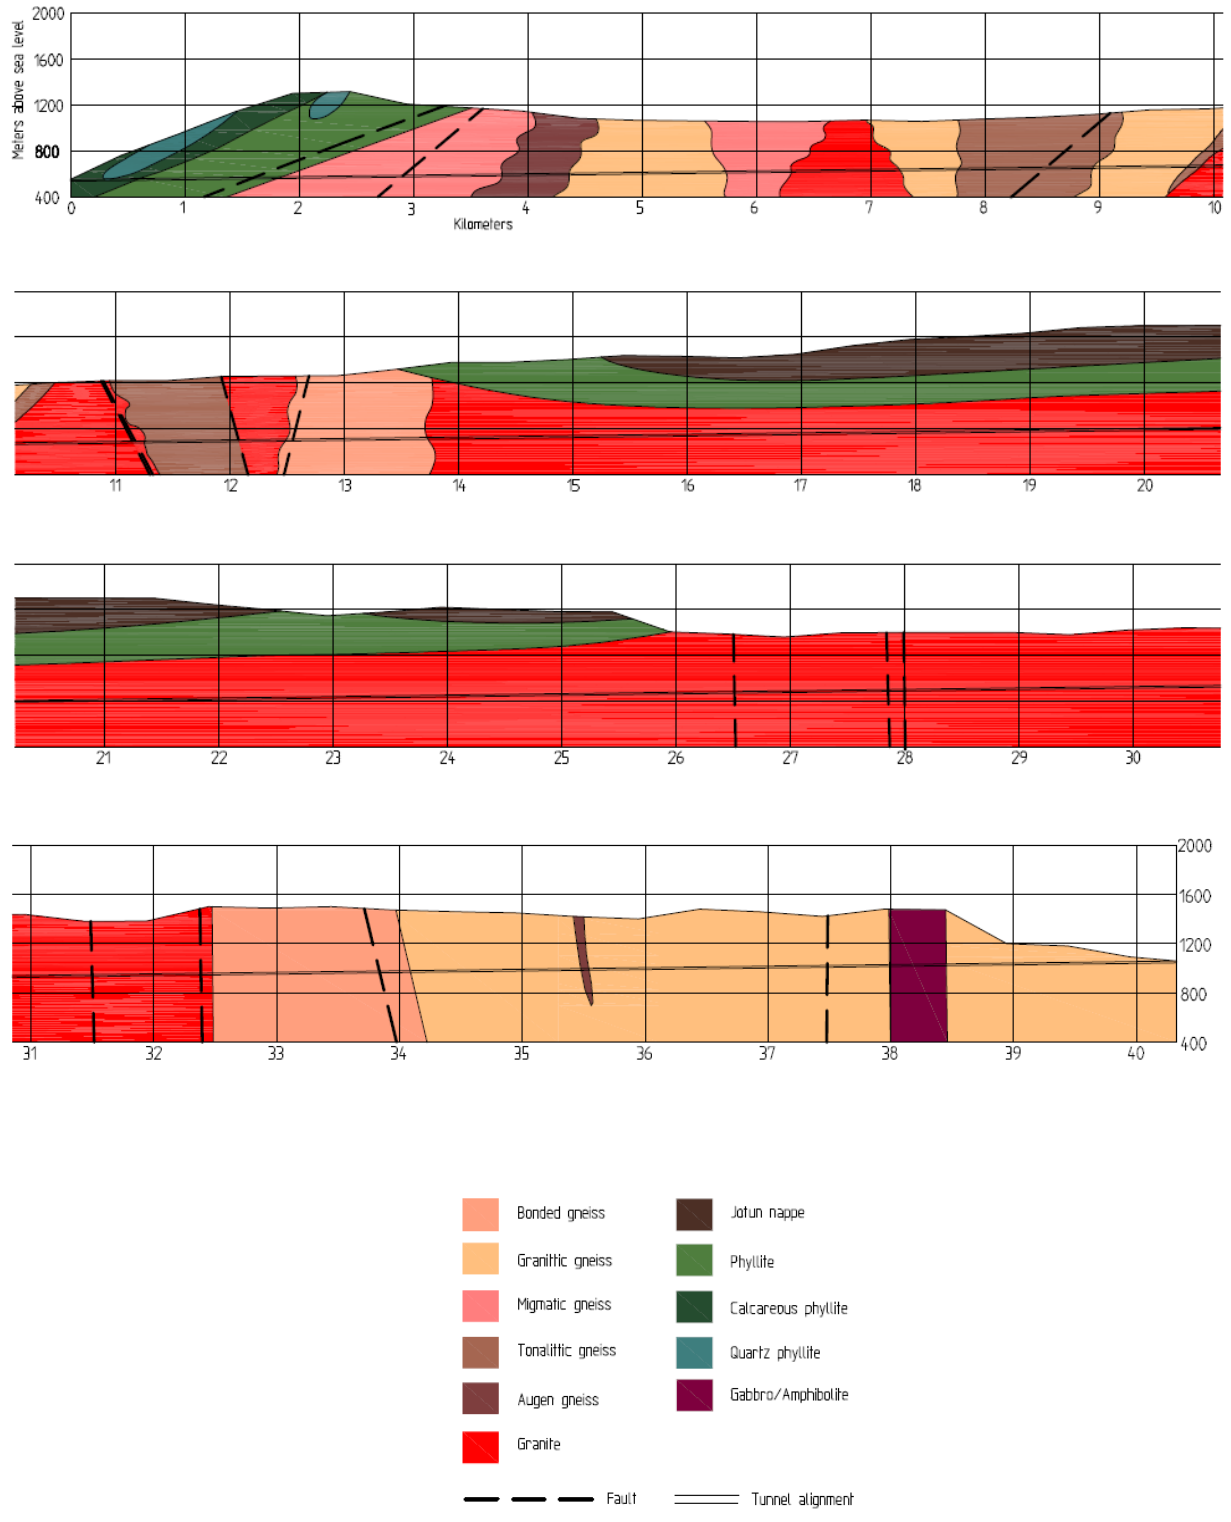 2000
1600
1200
800
400
Meters above sea level
0 1 2 3 4 5 6 7 8 9 10
Kilometers
11 12 13 14 15 16 17 18 19 20
21 22 23 24 25 26 27 28 29 30
2000
1600
1200
800
400
31 32 33 34 35 36 37 38 39 40
Bonded gneiss
Granittic gneiss
Migmatic gneiss
Tonalittic gneiss
Augen gneiss
Granite
Jotun nappe
Phyllite
Calcareous phyllite
Quartz phyllite
Gabbro/Amphibolite
Fault
Tunnel alignment